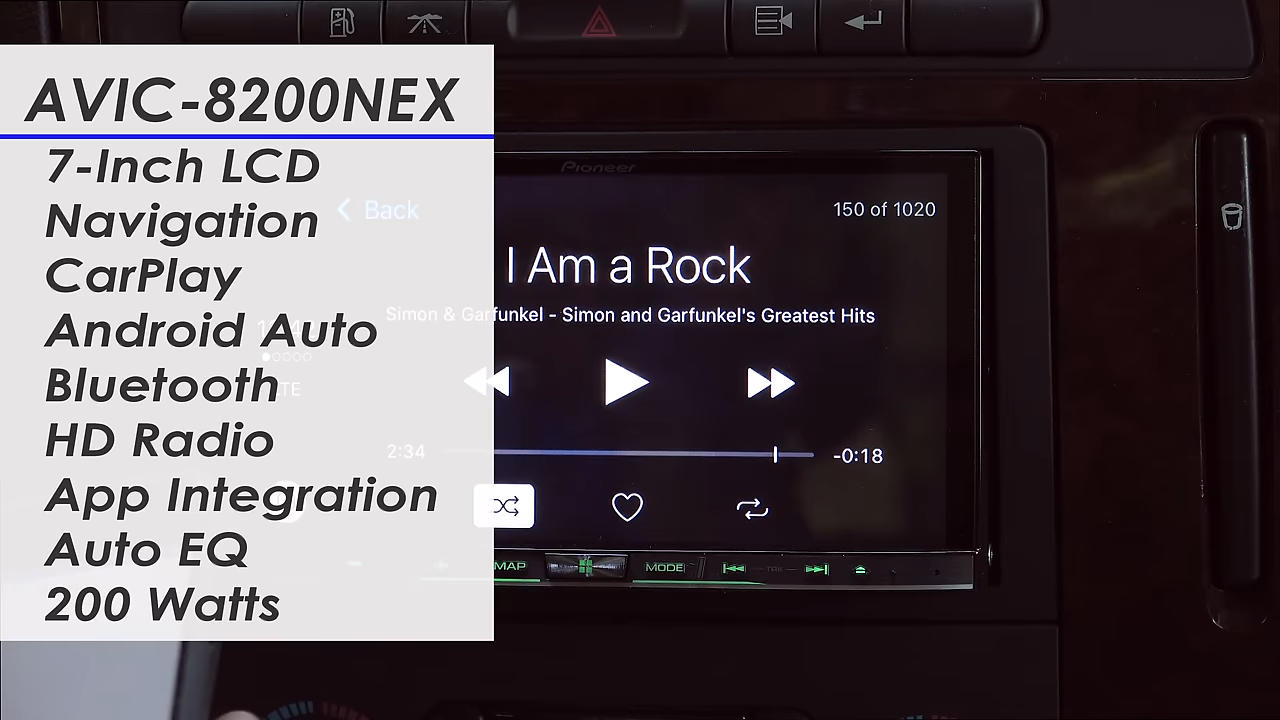 AVIC-8200NEX
7-Inch LCD
Navigation
CarPlay
Android Auto
Bluetooth
HD Radio
App Integration
Auto EQ
200 Watts
Pioneer
Back
150 of 1020
I Am a Rock
Simon & Garfunkel - Simon and Garfunkel's Greatest Hits
2:34
-0:18
MAP
MODE
TRK